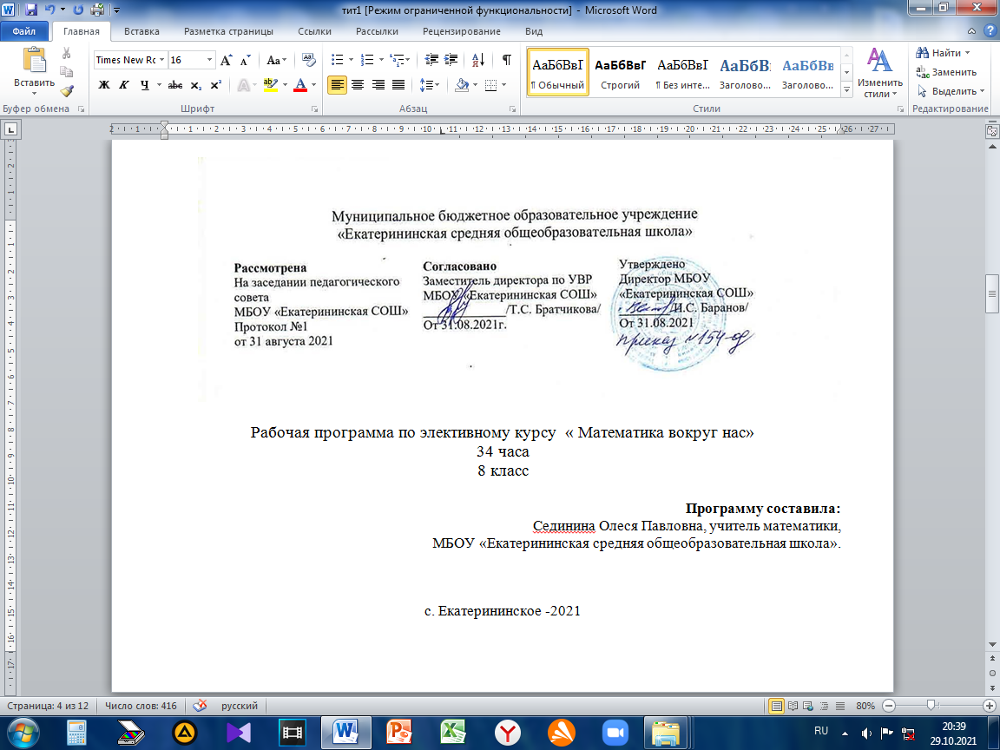 тит1 [Режим ограниченной функциональности] - Microsoft Word
Файл Главная Вставка Разметка страницы Ссылки Рассылки Рецензирование Вид
Вставить
Буфер обмена
Times New Ro 16
Ж К Ч abc x₂ x²
Шрифт
Абзац
АаБбВвГ АаБбВвГ АаБбВвГ АаБбВ АаБбВв
¶ Обычный Строгий ¶ Без инте... Заголово... Заголово...
Стили
Изменить стили
Найти
Заменить
Выделить
Редактирование
Муниципальное бюджетное образовательное учреждение
«Екатерининская средняя общеобразовательная школа»
Рассмотрена
На заседании педагогического
совета
МБОУ «Екатерининская СОШ»
Протокол №1
от 31 августа 2021
Согласовано
Заместитель директора по УВР
МБОУ «Екатерининская СОШ»
/Т.С. Братчикова/
От 31.08.2021г.
Утверждено
Директор МБОУ
«Екатерининская СОШ»
/И.С. Баранов/
От 31.08.2021
приказ №154-од
Рабочая программа по элективному курсу « Математика вокруг нас»
34 часа
8 класс
Программу составила:
Сединина Олеся Павловна, учитель математики,
МБОУ «Екатерининская средняя общеобразовательная школа».
с. Екатерининское -2021
Страница: 4 из 12 Число слов: 416 русский 80%
RU 20:39
29.10.2021